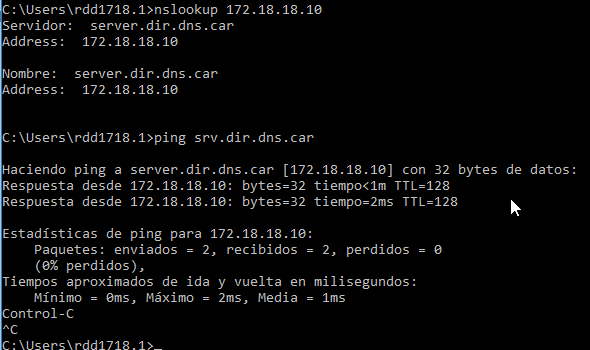 C:\Users\rdd1718.1>nslookup 172.18.18.10
Servidor:  server.dir.dns.car
Address:  172.18.18.10
Nombre:  server.dir.dns.car
Address:  172.18.18.10
C:\Users\rdd1718.1>ping srv.dir.dns.car
Haciendo ping a server.dir.dns.car [172.18.18.10] con 32 bytes de datos:
Respuesta desde 172.18.18.10: bytes=32 tiempo<1m TTL=128
Respuesta desde 172.18.18.10: bytes=32 tiempo=2ms TTL=128
Estadísticas de ping para 172.18.18.10:
    Paquetes: enviados = 2, recibidos = 2, perdidos = 0
    (0% perdidos),
Tiempos aproximados de ida y vuelta en milisegundos:
    Mínimo = 0ms, Máximo = 2ms, Media = 1ms
Control-C
^C
C:\Users\rdd1718.1>_